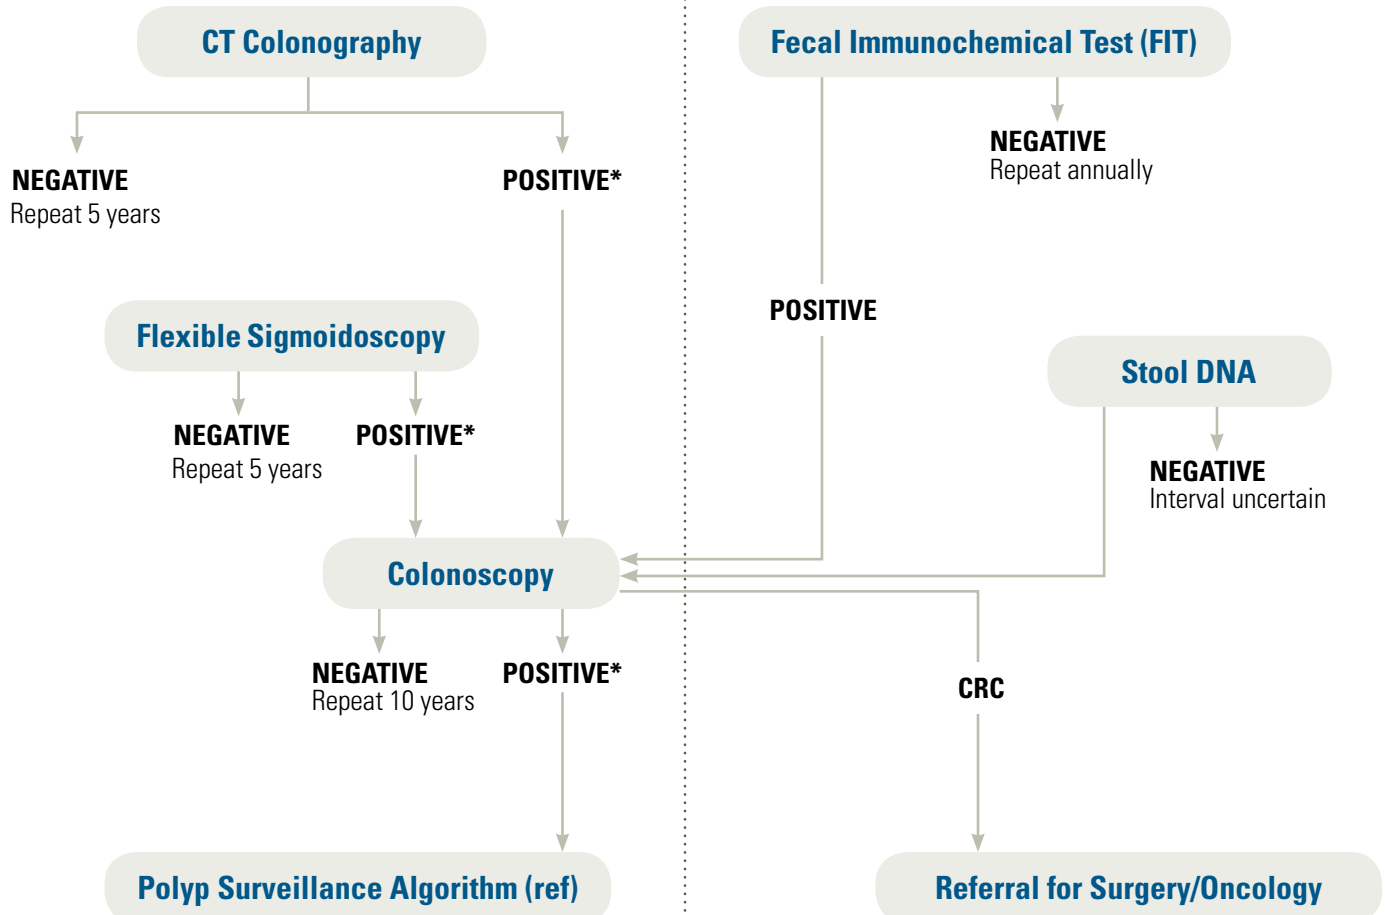 CT Colonography
NEGATIVE
Repeat 5 years
POSITIVE*
Flexible Sigmoidoscopy
NEGATIVE
Repeat 5 years
POSITIVE*
Colonoscopy
NEGATIVE
Repeat 10 years
POSITIVE*
Polyp Surveillance Algorithm (ref)
Fecal Immunochemical Test (FIT)
NEGATIVE
Repeat annually
POSITIVE
Stool DNA
NEGATIVE
Interval uncertain
CRC
Referral for Surgery/Oncology